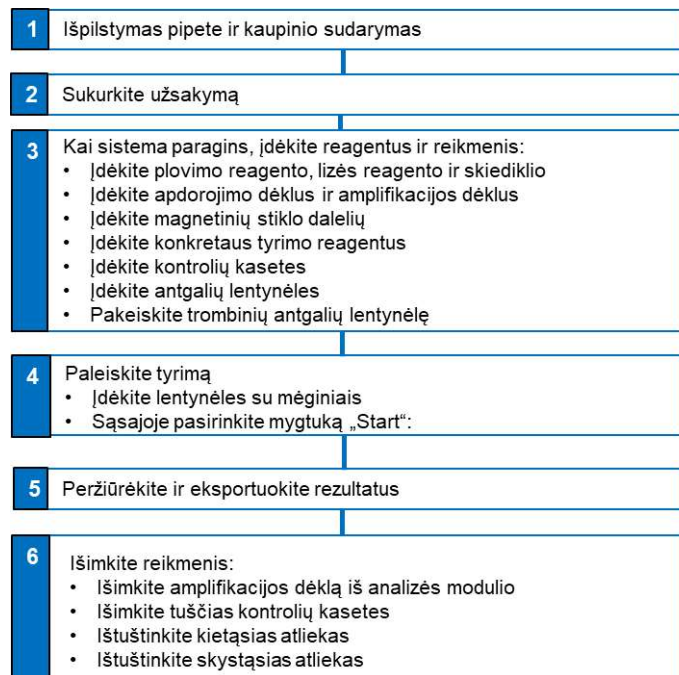 1 Išpilstymas pipete ir kaupinio sudarymas
2 Sukurkite užsakymą
3 Kai sistema paragins, įdėkite reagentus ir reikmenis:
• Įdėkite plovimo reagento, lizės reagento ir skiediklio
• Įdėkite apdorojimo dėklus ir amplifikacijos dėklus
• Įdėkite magnetinių stiklo dalelių
• Įdėkite konkretaus tyrimo reagentus
• Įdėkite kontrolių kasetes
• Įdėkite antgalių lentynėles
• Pakeiskite trombinių antgalių lentynėlę
4 Paleiskite tyrimą
• Įdėkite lentynėles su mėginiais
• Sąsajoje pasirinkite mygtuką „Start“:
5 Peržiūrėkite ir eksportuokite rezultatus
6 Išimkite reikmenis:
• Išimkite amplifikacijos dėklą iš analizės modulio
• Išimkite tuščias kontrolių kasetes
• Ištuštinkite kietąsias atliekas
• Ištuštinkite skystąsias atliekas